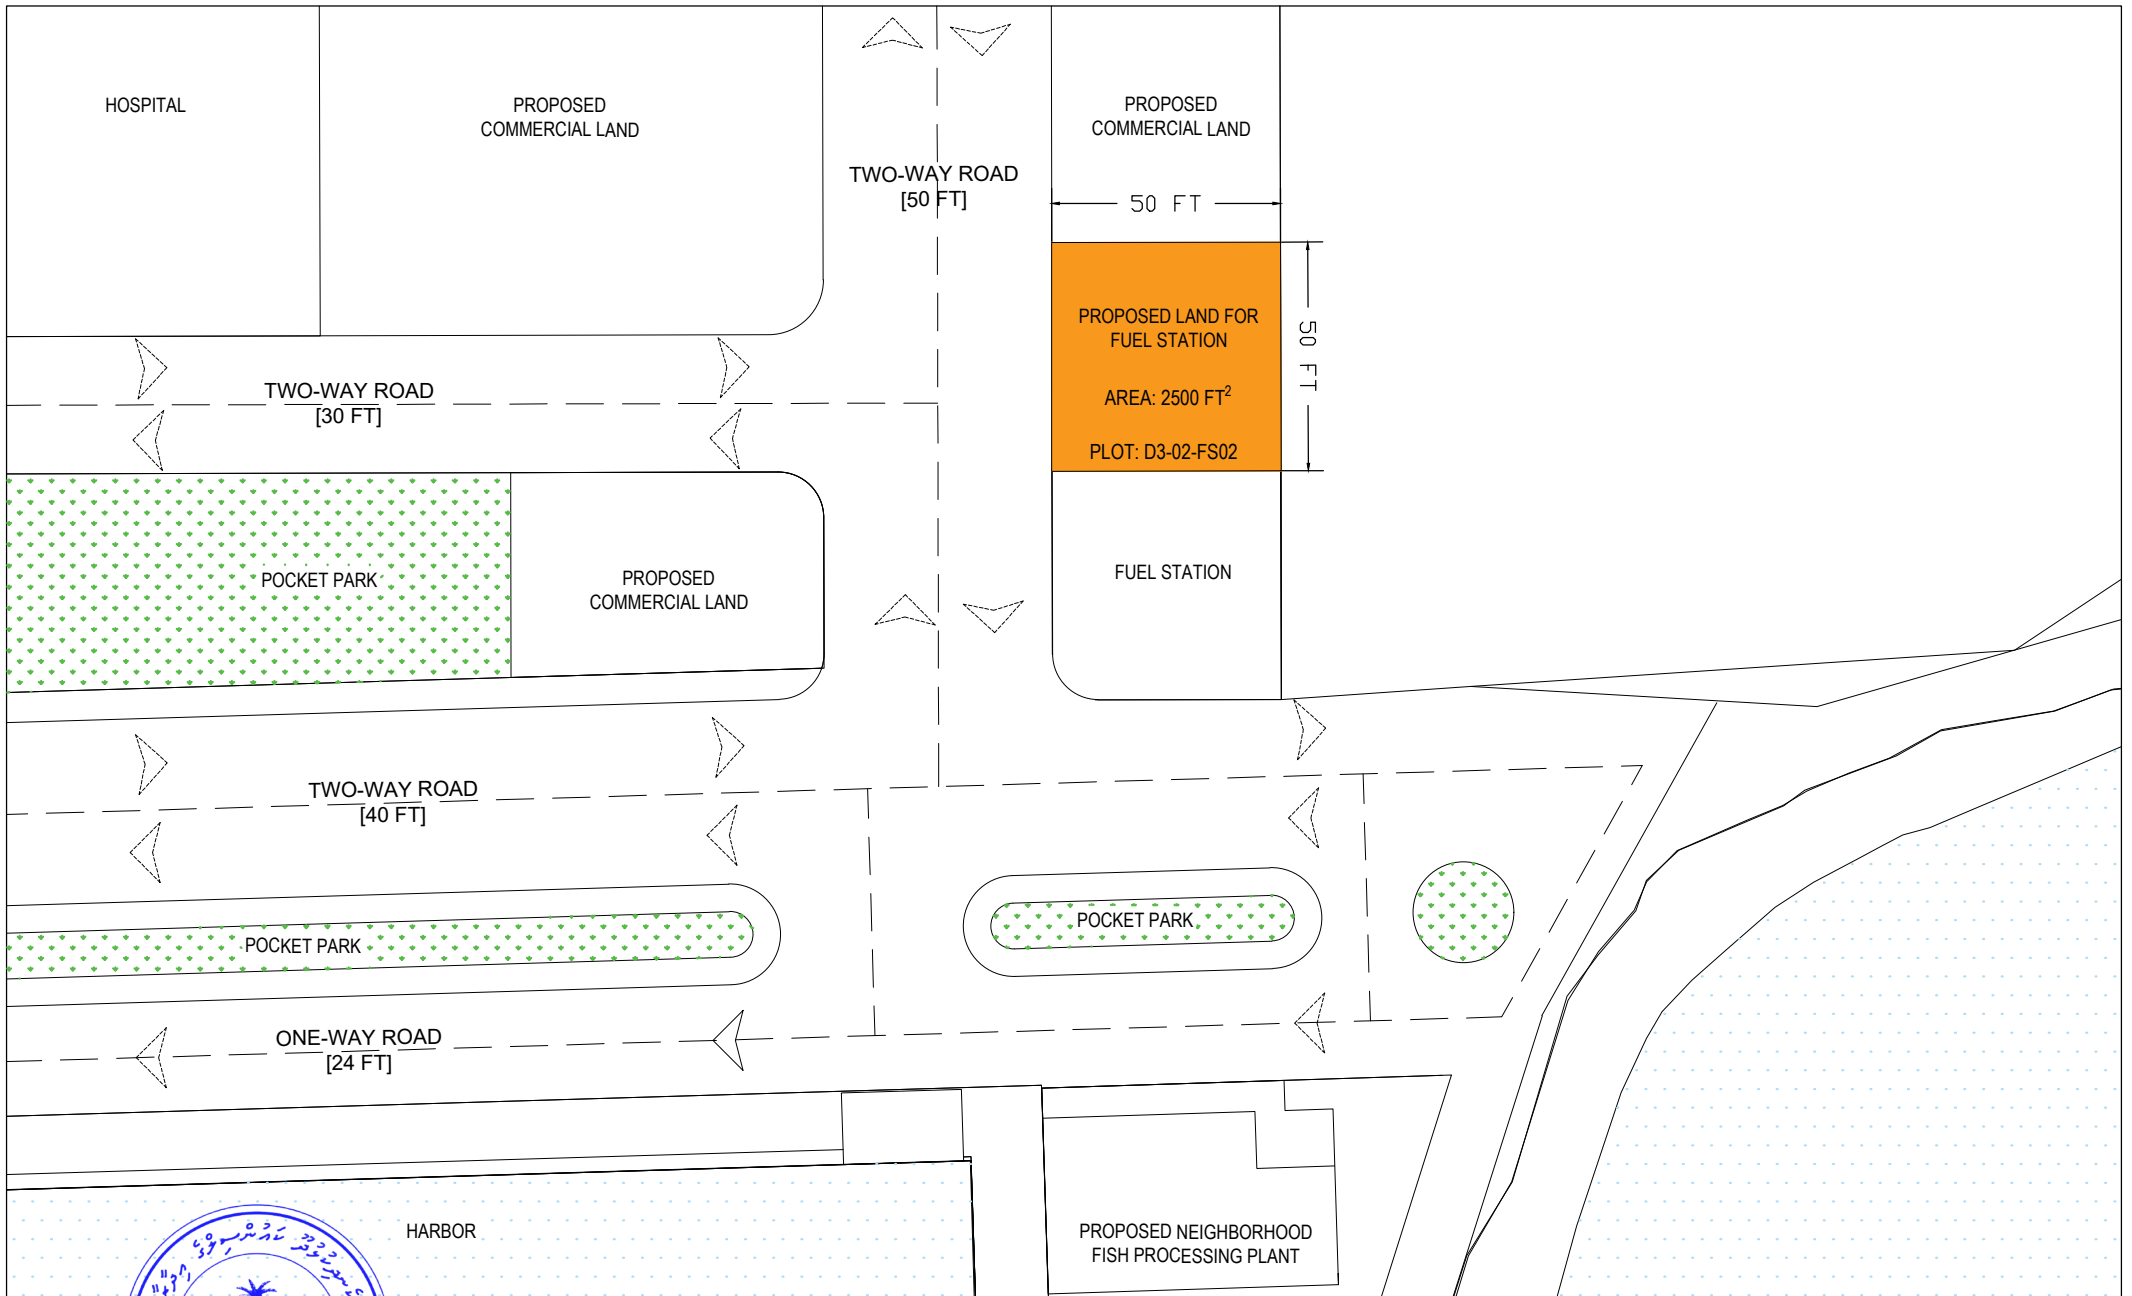 HOSPITAL
PROPOSED
COMMERCIAL LAND
PROPOSED
COMMERCIAL LAND
TWO-WAY ROAD
[50 FT]
50 FT
PROPOSED LAND FOR
FUEL STATION
AREA: 2500 FT²
PLOT: D3-02-FS02
50 FT
TWO-WAY ROAD
[30 FT]
POCKET PARK
PROPOSED
COMMERCIAL LAND
FUEL STATION
TWO-WAY ROAD
[40 FT]
POCKET PARK
POCKET PARK
ONE-WAY ROAD
[24 FT]
HARBOR
PROPOSED NEIGHBORHOOD
FISH PROCESSING PLANT